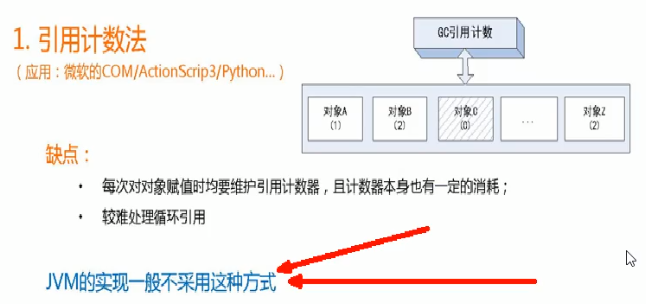 1. 引用计数法
（应用：微软的COM/ActionScrip3/Python...）
GC引用计数
对象A
(1)
对象B
(2)
对象C
(0)
...
对象Z
(2)
缺点：
• 每次对对象赋值时均要维护引用计数器，且计数器本身也有一定的消耗；
• 较难处理循环引用
JVM的实现一般不采用这种方式